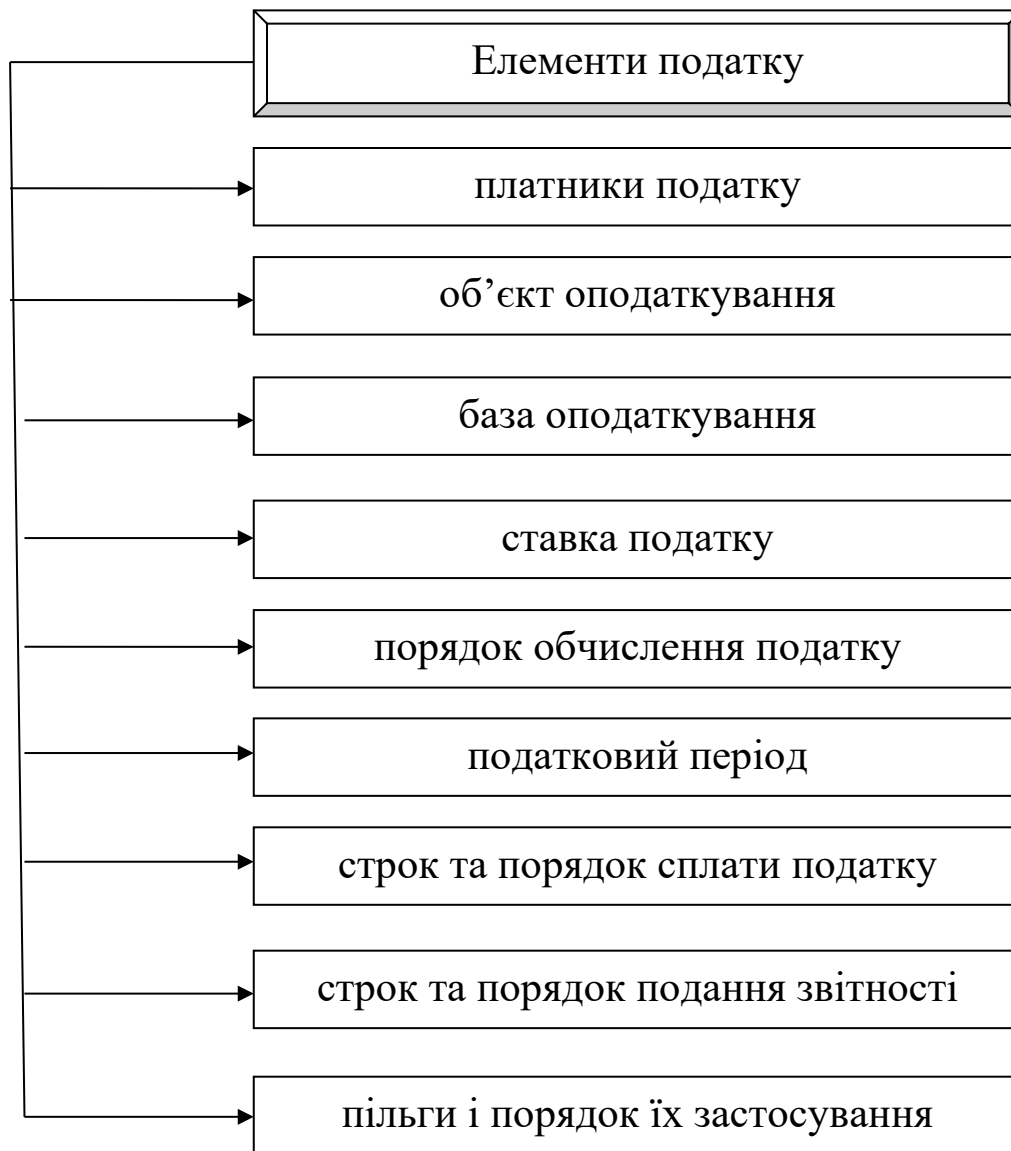 Елементи податку
платники податку
об’єкт оподаткування
база оподаткування
ставка податку
порядок обчислення податку
податковий період
строк та порядок сплати податку
строк та порядок подання звітності
пільги і порядок їх застосування